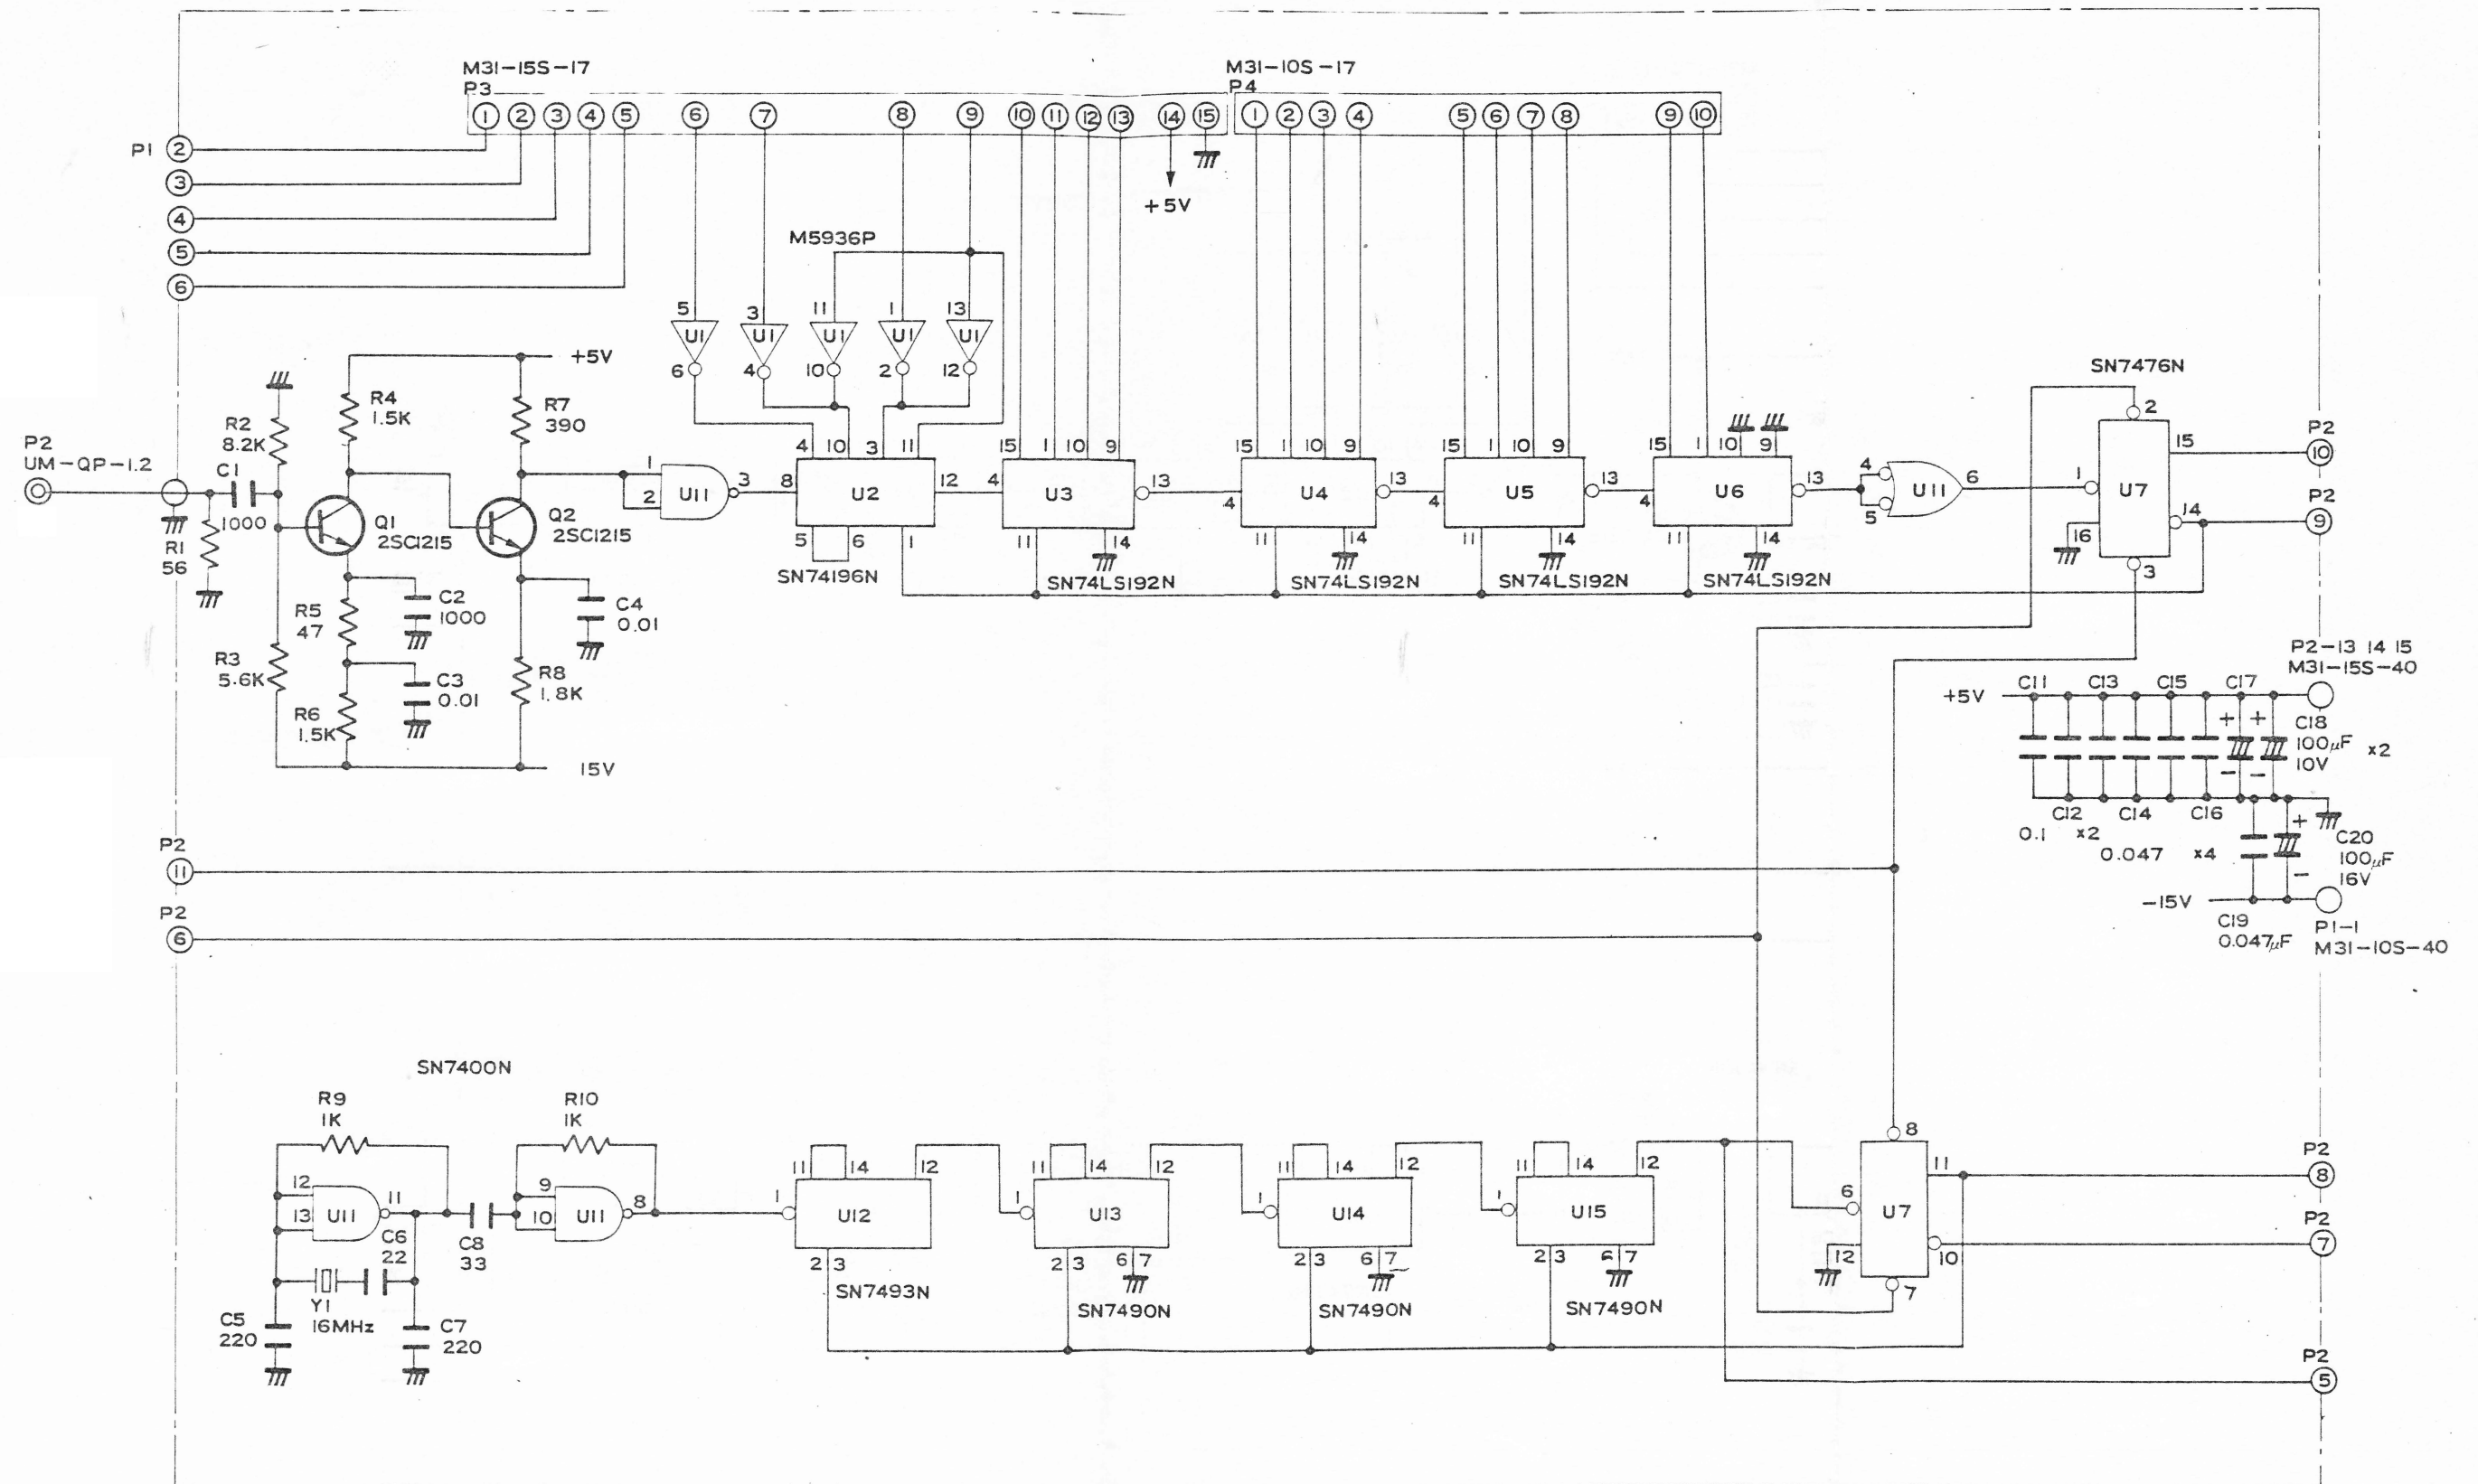 M31-15S-17
P3
1 2 3 4 5 6 7 8 9 10 11 12 13 14 15
M31-10S-17
P4
1 2 3 4 5 6 7 8 9 10
P1 2
3
4
5
6
+5V
M5936P
5 3 11 1 13
U1 U1 U1 U1 U1
6 4 10 2 12
P2
UM-QP-1.2
R1
56
C1
1000
R2
8.2K
R3
5.6K
R4
1.5K
+5V
R7
390
Q1
2SC1215
Q2
2SC1215
R5
47
C2
1000
C4
0.01
C3
0.01
R6
1.5K
R8
1.8K
15V
1
2
U11
3
4 10 3 11
8 U2 12
5 6 1
SN74196N
15 1 10 9
4 U3 13
11 14
SN74LS192N
15 1 10 9
4 U4 13
11 14
SN74LS192N
15 1 10 9
4 U5 13
11 14
SN74LS192N
15 1 10 9
4 U6 13
11 14
SN74LS192N
4
5
U11
6
SN7476N
2
15
1 U7
14
16
3
P2
10
P2
9
P2-13 14 15
M31-15S-40
+5V
C11 C13 C15 C17
+ +
C18
100μF x2
10V
- -
C12 C14 C16
0.1 x2
0.047 x4
+
C20
100μF
16V
-
-15V
C19
0.047μF
P1-1
M31-10S-40
P2
11
P2
6
SN7400N
R9
1K
R10
1K
12
13
U11
11
C6
22
C8
33
9
10
U11
8
Y1
16MHz
C5
220
C7
220
11 14 12
1 U12
2 3
SN7493N
11 14 12
1 U13
2 3 6 7
SN7490N
11 14 12
1 U14
2 3 6 7
SN7490N
11 14 12
1 U15
2 3 6 7
SN7490N
8
11
6
U7
12 10
7
P2
8
P2
7
P2
5